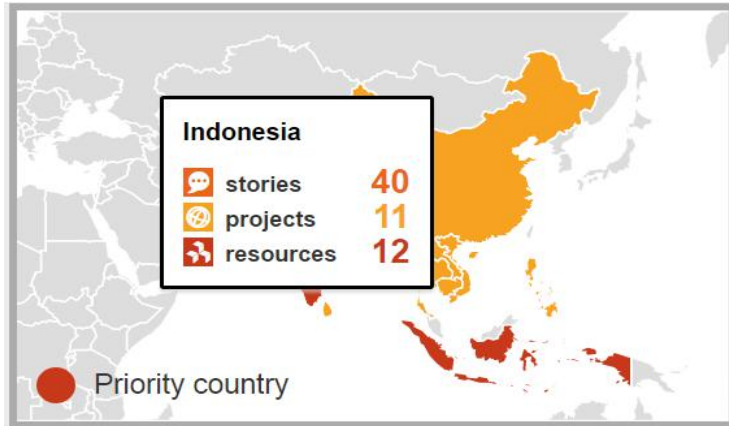 Indonesia
stories 40
projects 11
resources 12
Priority country